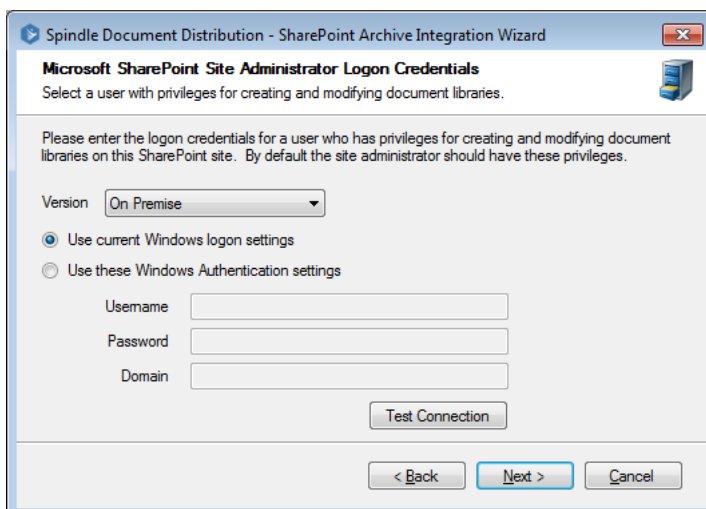 Spindle Document Distribution - SharePoint Archive Integration Wizard
Microsoft SharePoint Site Administrator Logon Credentials
Select a user with privileges for creating and modifying document libraries.
Please enter the logon credentials for a user who has privileges for creating and modifying document
libraries on this SharePoint site. By default the site administrator should have these privileges.
Version On Premise
Use current Windows logon settings
Use these Windows Authentication settings
Username
Password
Domain
Test Connection
< Back Next > Cancel